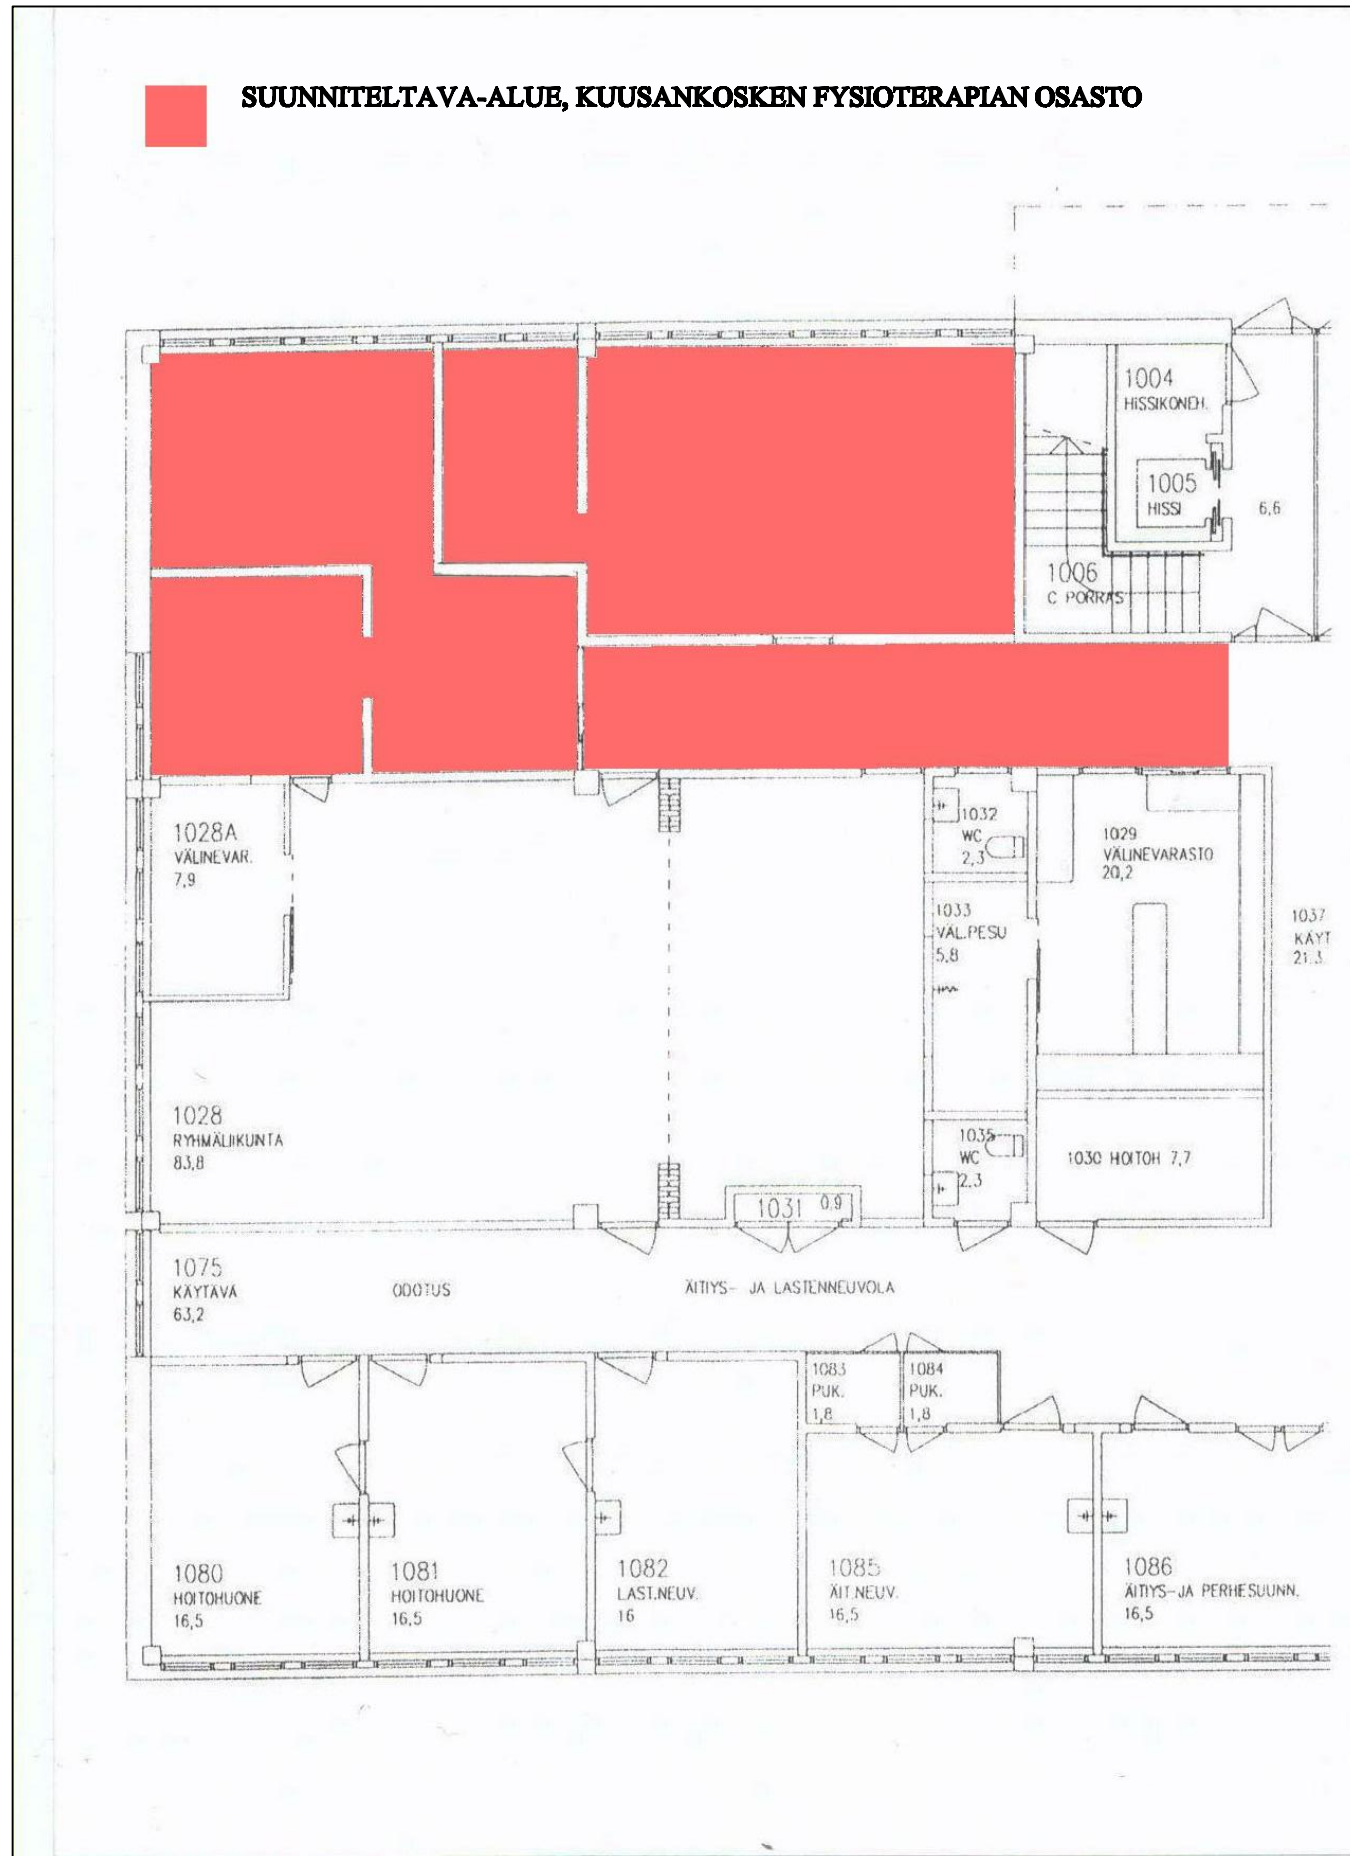 SUUNNITELTAVA-ALUE, KUUSANKOSKEN FYSIOTERAPIAN OSASTO
1004
HISSIKONEH.
1005
HISSI
6,6
1006
C PORRAS
1028A
VÄLINEVAR.
7,9
1032
WC
2,3
1029
VÄLINEVARASTO
20,2
1033
VÄL.PESU
5,8
1037
KÄYT
21,3
1028
RYHMÄLIIKUNTA
83,8
1035
WC
2,3
1030 HOITOH 7,7
1031 0,9
1075
KÄYTÄVÄ
63,2
ODOTUS
ÄITIYS- JA LASTENNEUVOLA
1083
PUK.
1,8
1084
PUK.
1,8
1080
HOITOHUONE
16,5
1081
HOITOHUONE
16,5
1082
LAST.NEUV.
16
1085
ÄIT.NEUV.
16,5
1086
ÄITIYS-JA PERHESUUNN.
16,5